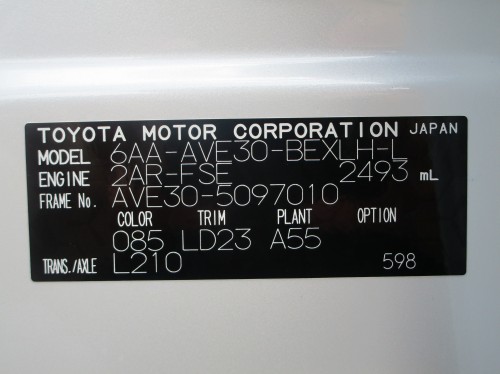 TOYOTA MOTOR CORPORATION JAPAN
MODEL 6AA-AVE30-BEXLH-L
ENGINE 2AR-FSE 2493 mL
FRAME No. AVE30-5097010
COLOR TRIM PLANT OPTION
085 LD23 A55
TRANS./AXLE L210 598